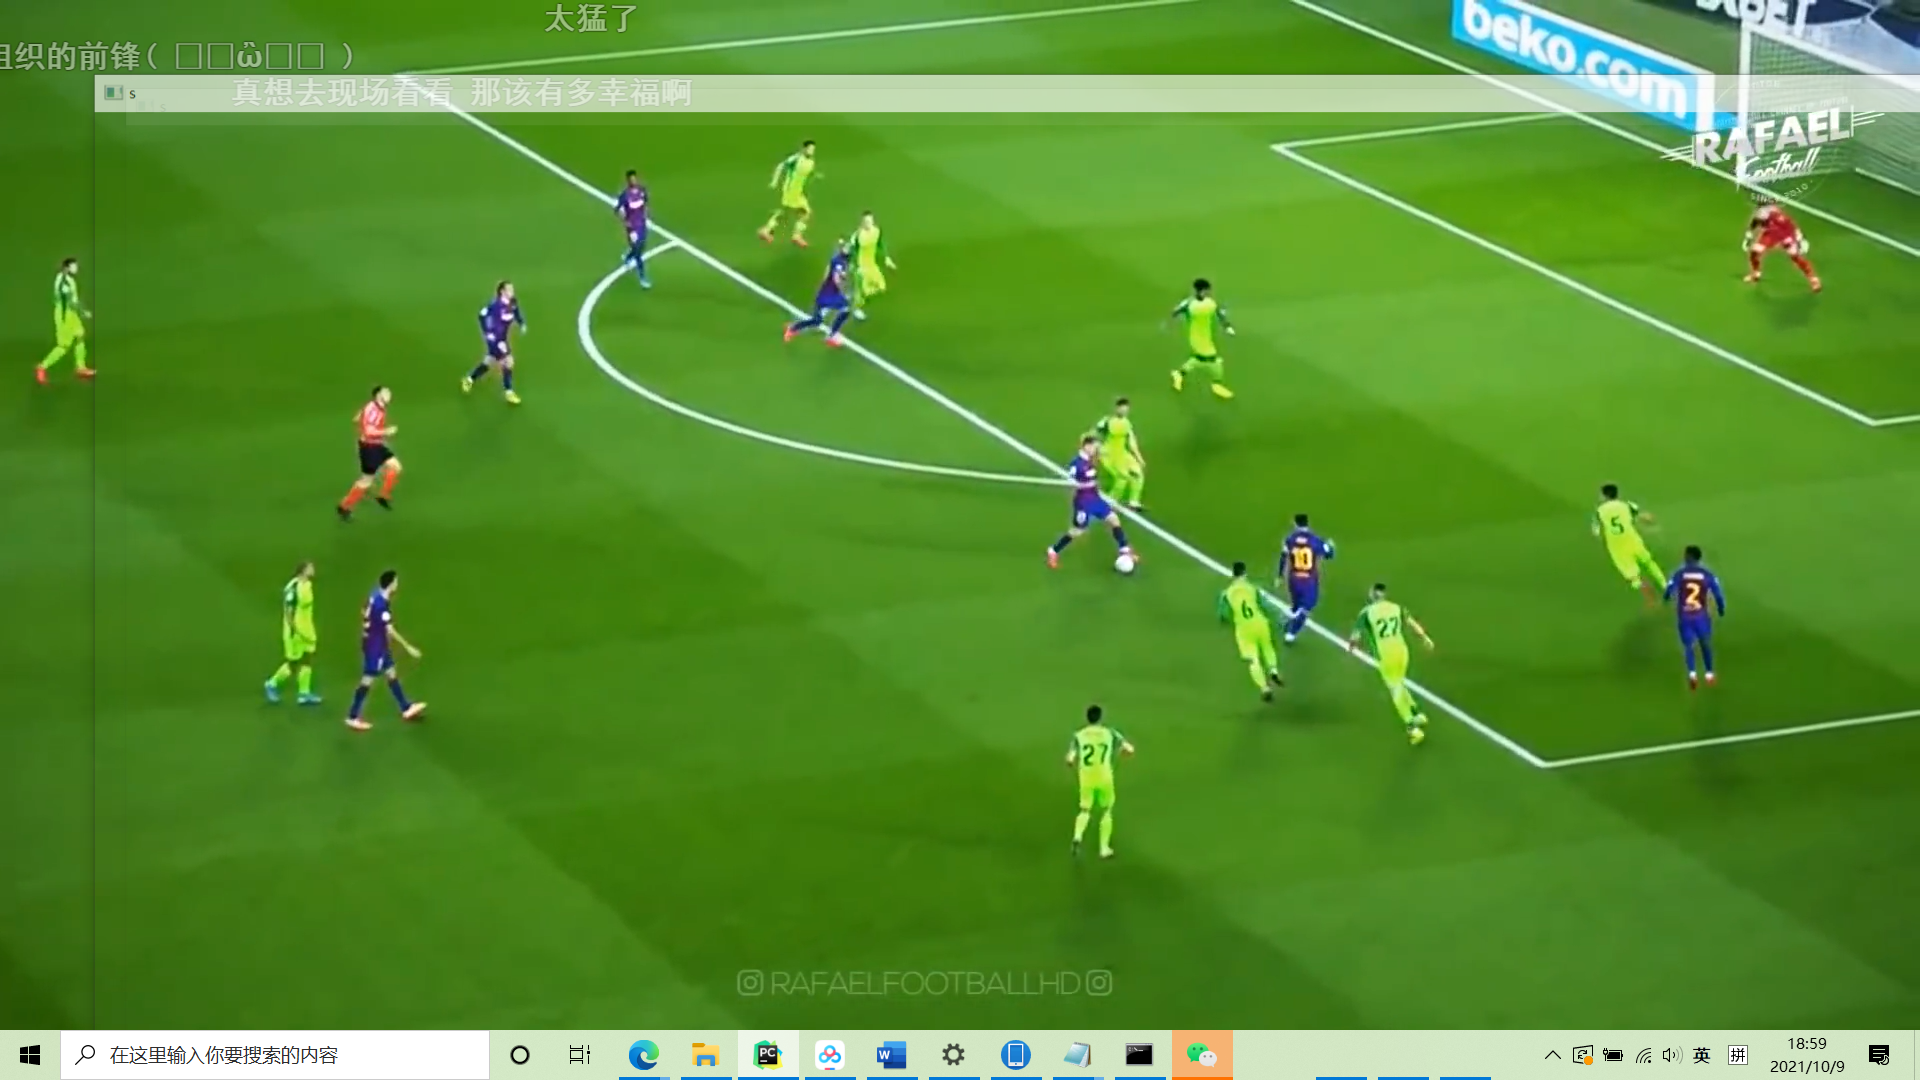 太猛了
组织的前锋( □□ω□□ )
真想去现场看看 那该有多幸福啊
s
beko.com
RAFAEL
Football
SINCE 2010
10
5
2
6
27
27
RAFAELFOOTBALLHD
在这里输入你要搜索的内容
英
拼
18:59
2021/10/9